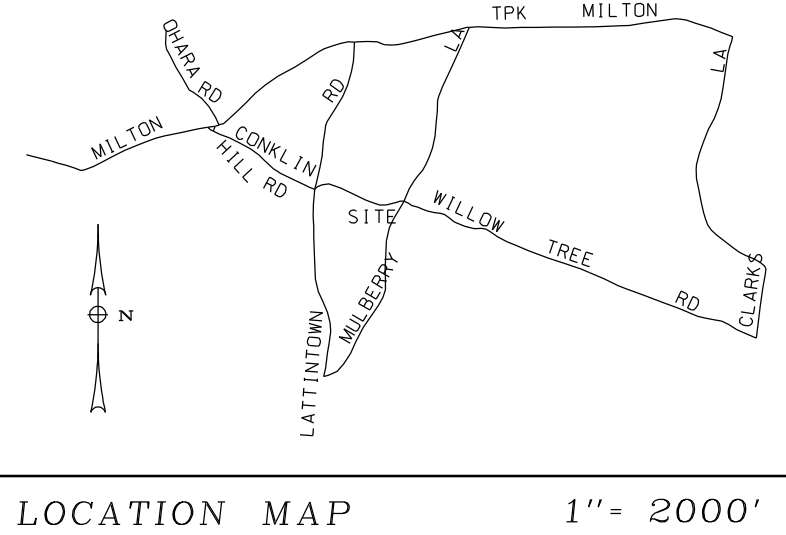 TPK MILTON
OHARA RD
LA
LA
RD
MILTON
CONKLIN
HILL RD
SITE
WILLOW
TREE
RD
CLARKS
MULBERRY
LATTINTOWN
N
LOCATION MAP 1"= 2000'